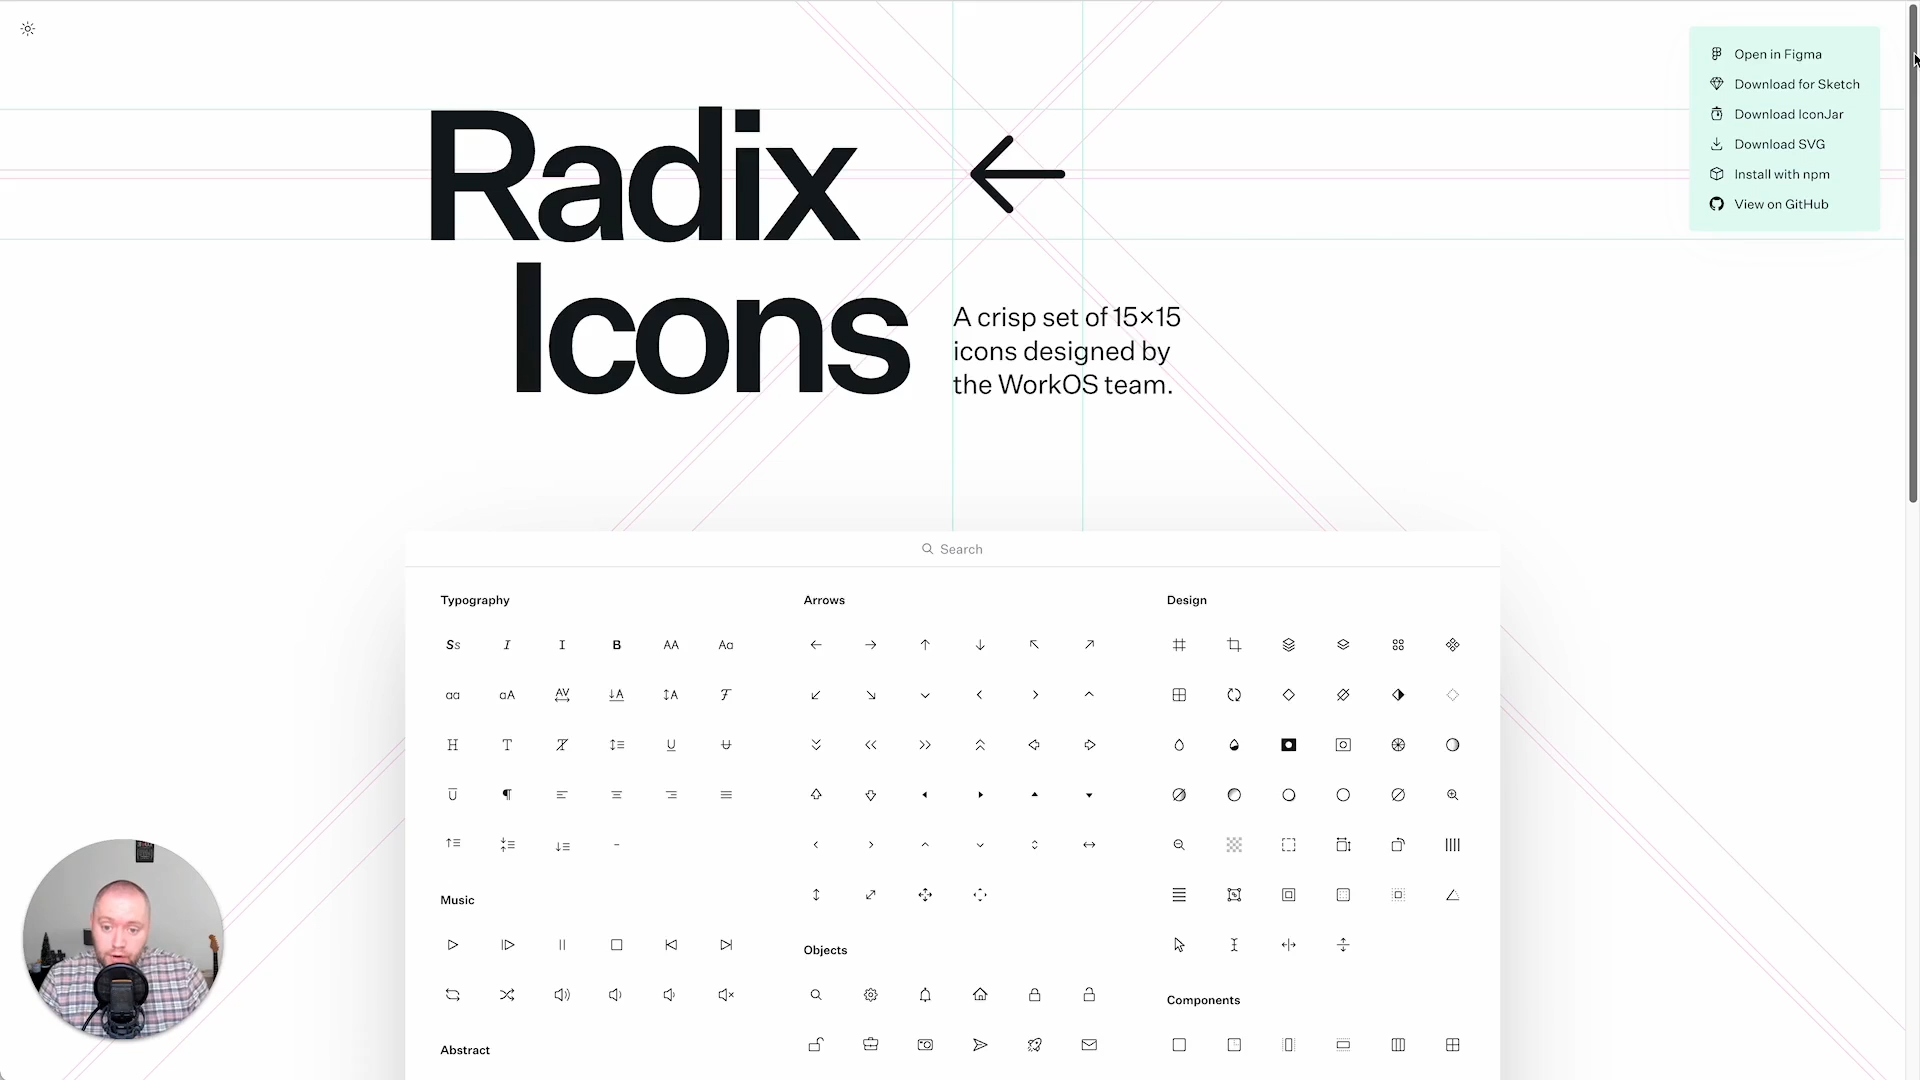 Radix
Icons
A crisp set of 15×15
icons designed by
the WorkOS team.
Open in Figma
Download for Sketch
Download IconJar
Download SVG
Install with npm
View on GitHub
Search
Typography
Arrows
Design
Music
Objects
Components
Abstract